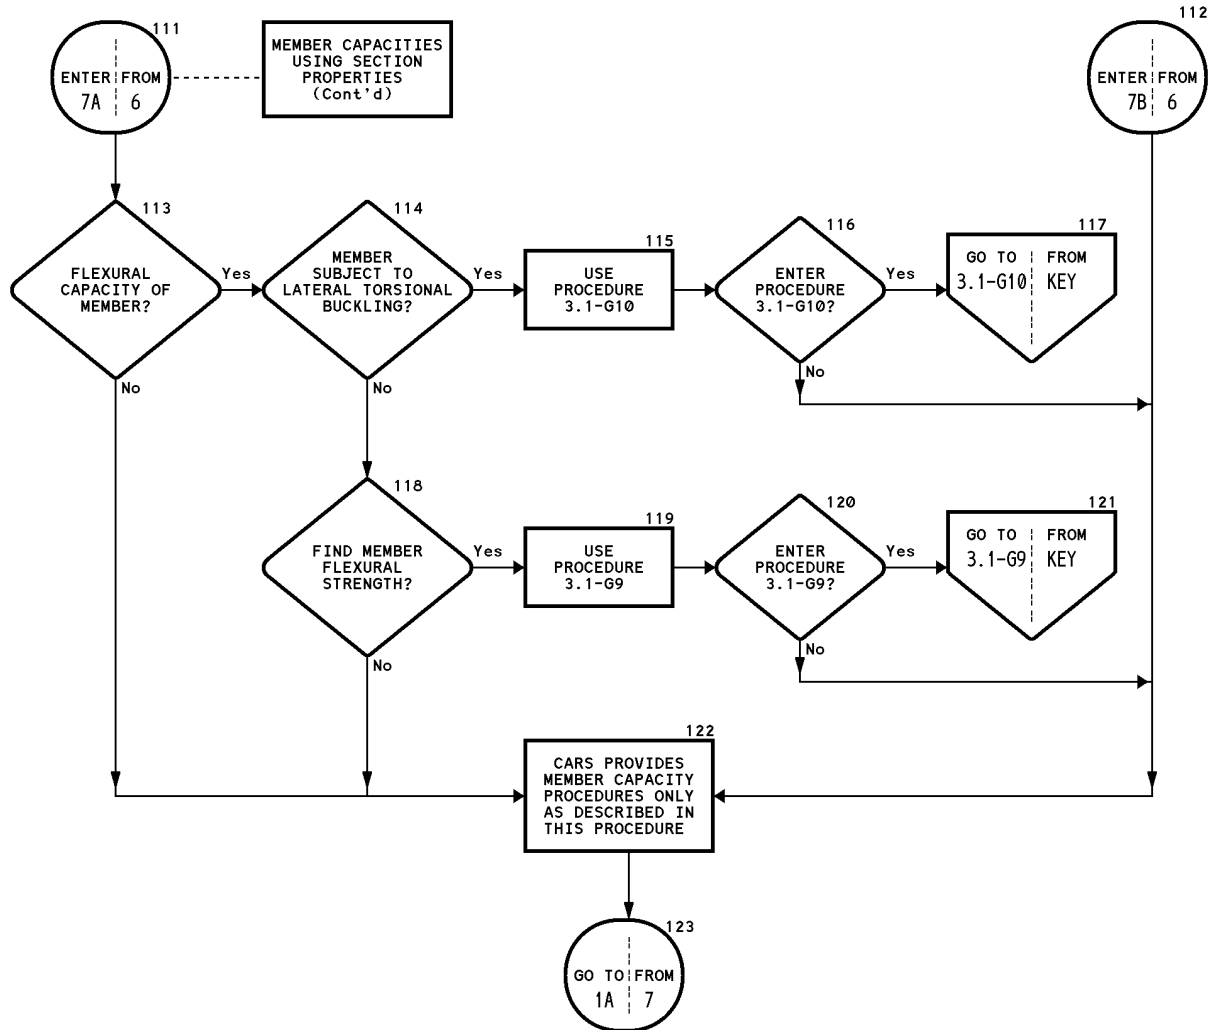 111
ENTER FROM
7A 6
MEMBER CAPACITIES
USING SECTION
PROPERTIES
(Cont'd)
112
ENTER FROM
7B 6
113
FLEXURAL
CAPACITY OF
MEMBER?
Yes
No
114
MEMBER
SUBJECT TO
LATERAL TORSIONAL
BUCKLING?
Yes
No
115
USE
PROCEDURE
3.1-G10
116
ENTER
PROCEDURE
3.1-G10?
Yes
No
117
GO TO FROM
3.1-G10 KEY
118
FIND MEMBER
FLEXURAL
STRENGTH?
Yes
No
119
USE
PROCEDURE
3.1-G9
120
ENTER
PROCEDURE
3.1-G9?
Yes
No
121
GO TO FROM
3.1-G9 KEY
122
CARS PROVIDES
MEMBER CAPACITY
PROCEDURES ONLY
AS DESCRIBED IN
THIS PROCEDURE
123
GO TO FROM
1A 7